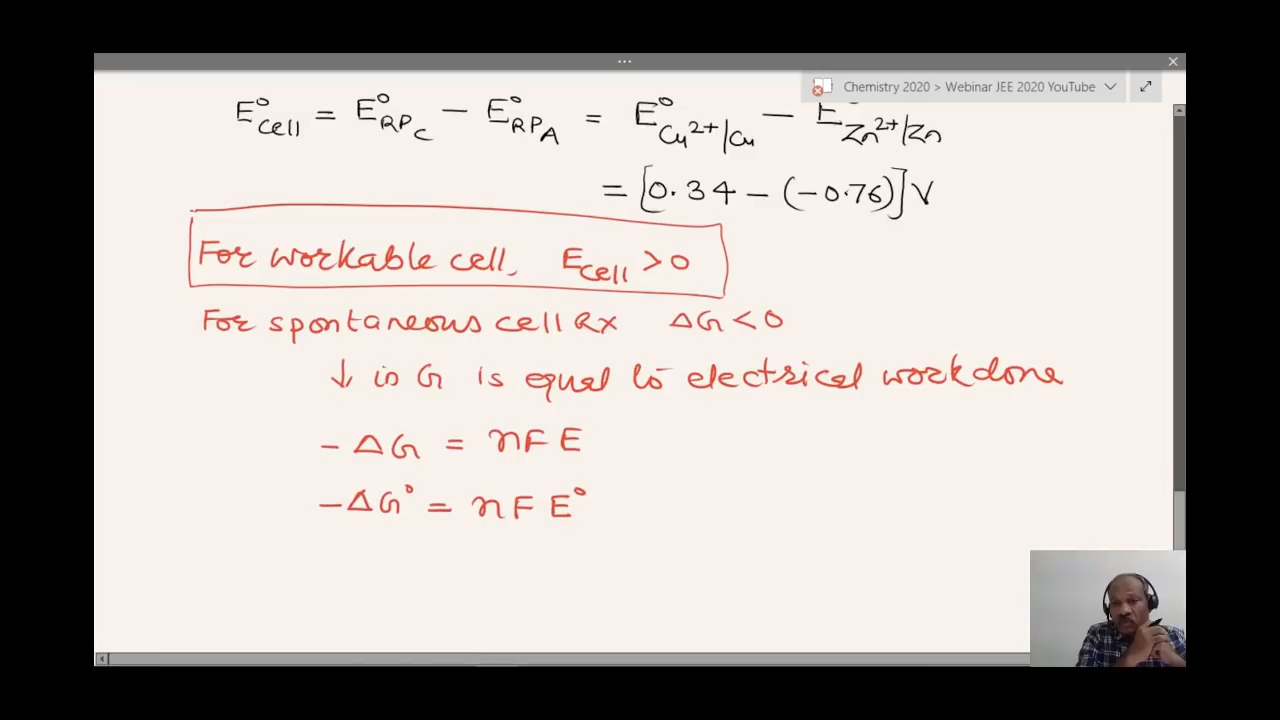 ...
Chemistry 2020 > Webinar JEE 2020 YouTube
E°Cell = E°RPC − E°RPA = E°Cu²⁺/Cu − E°Zn²⁺/Zn
= [0.34 − (−0.76)] V
For workable cell, ECell > 0
For spontaneous cell Rx ΔG < 0
↓ in G is equal to electrical workdone
− ΔG = nFE
− ΔG° = nFE°